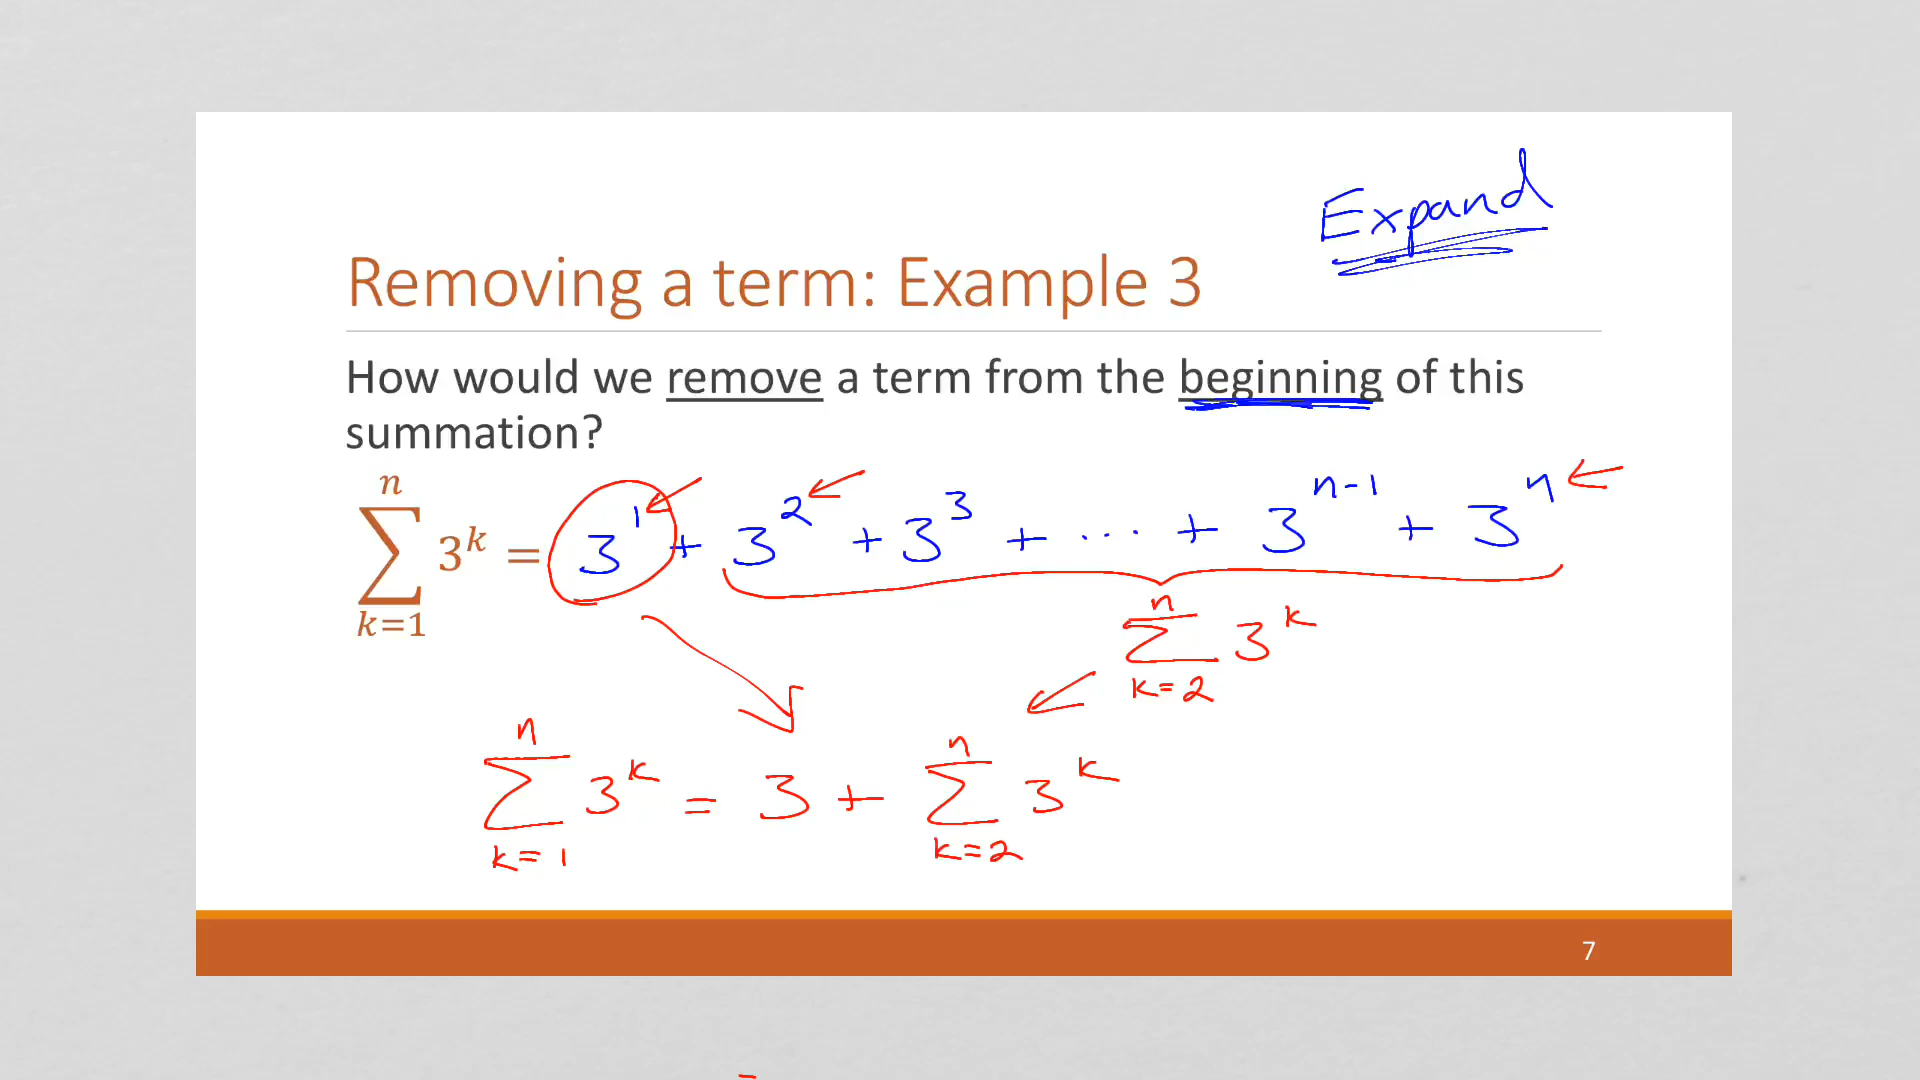 Expand
Removing a term: Example 3
How would we remove a term from the beginning of this
summation?
n
∑ 3^k = 3^1 + 3^2 + 3^3 + ... + 3^(n-1) + 3^n
k=1
n
∑ 3^k
k=2
n n
∑ 3^k = 3 + ∑ 3^k
k=1 k=2
7